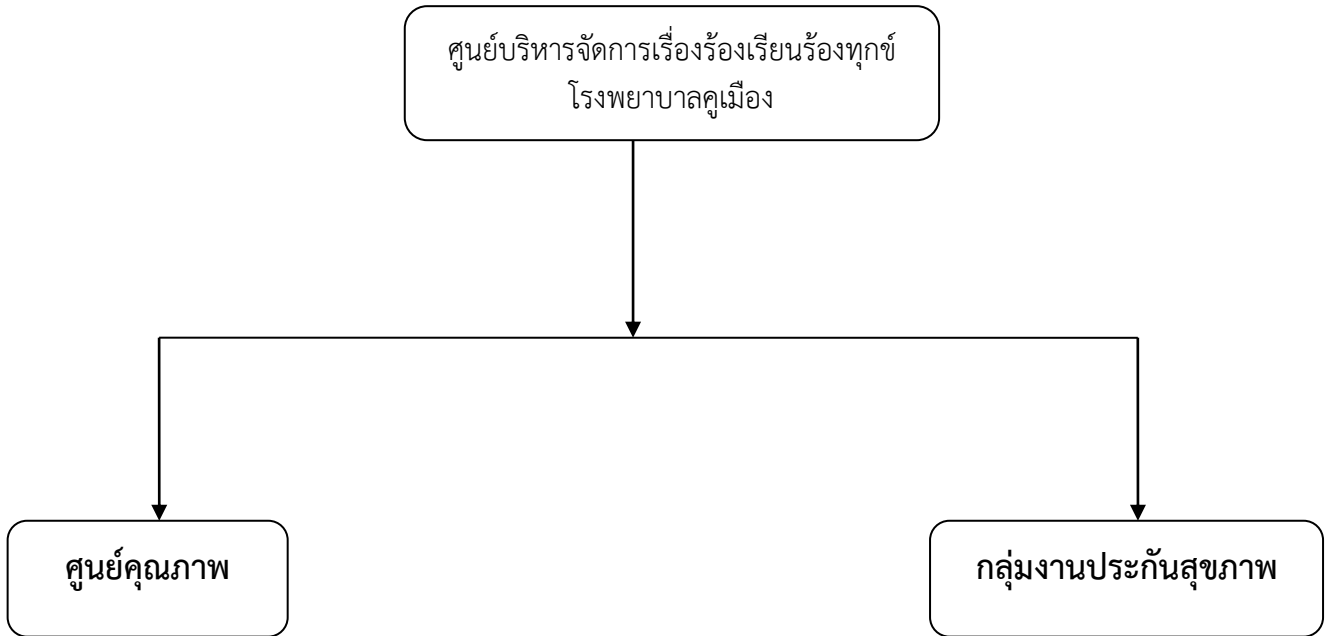 ศูนย์บริหารจัดการเรื่องร้องเรียนร้องทุกข์
โรงพยาบาลคูเมือง
ศูนย์คุณภาพ
กลุ่มงานประกันสุขภาพ